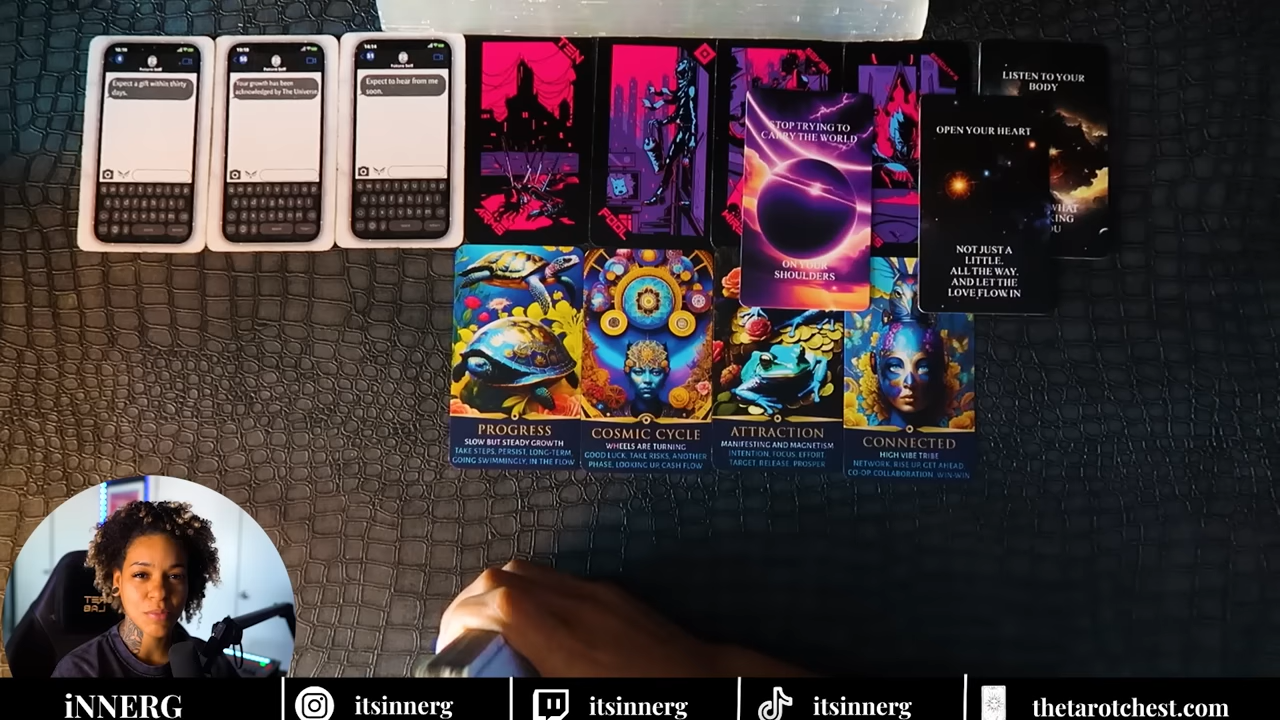 Expect a gift within thirty
days.
Your growth has been
acknowledged by The Universe
Expect to hear from me
soon.
TEN
FOOL
STOP TRYING TO
CARRY THE WORLD
ON YOUR
SHOULDERS
LISTEN TO YOUR
BODY
WHAT
OPEN YOUR HEART
NOT JUST A
LITTLE.
ALL THE WAY.
AND LET THE
LOVE FLOW IN
PROGRESS
SLOW BUT STEADY GROWTH
TAKE STEPS, PERSIST, LONG-TERM,
GOING SWIMMINGLY, IN THE FLOW
COSMIC CYCLE
WHEELS ARE TURNING
GOOD LUCK, TAKE RISKS, ANOTHER
PHASE, LOOKING UP, CASH FLOW
ATTRACTION
MANIFESTING AND MAGNETISM
INTENTION, FOCUS, EFFORT,
TARGET, RELEASE, PROSPER
CONNECTED
HIGH VIBE TRIBE
NETWORK, RISE UP, GET AHEAD
CO-OP COLLABORATION, WIN-WIN
iNNERG
itsinnerg
itsinnerg
itsinnerg
thetarotchest.com